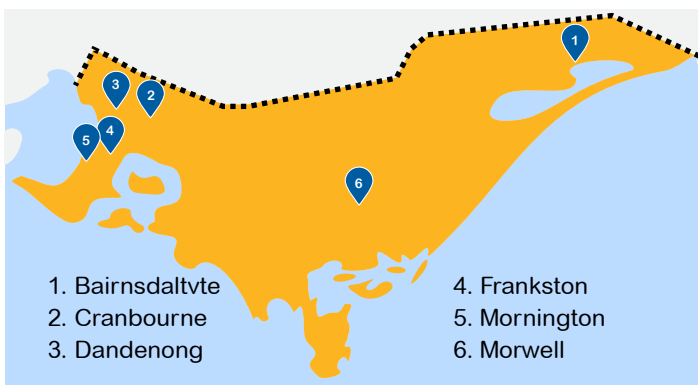 1
3
2
4
5
6
1. Bairnsdaltvte
2. Cranbourne
3. Dandenong
4. Frankston
5. Mornington
6. Morwell